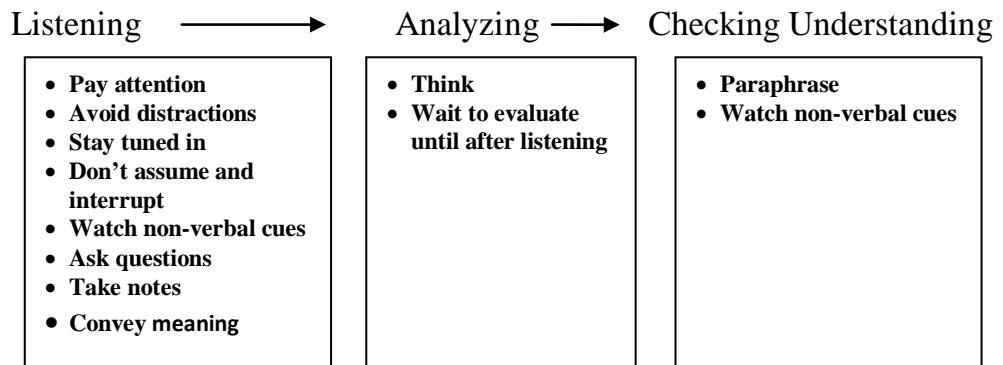 Listening
Analyzing
Checking Understanding
• Pay attention
• Avoid distractions
• Stay tuned in
• Don’t assume and
interrupt
• Watch non-verbal cues
• Ask questions
• Take notes
• Convey meaning
• Think
• Wait to evaluate
until after listening
• Paraphrase
• Watch non-verbal cues